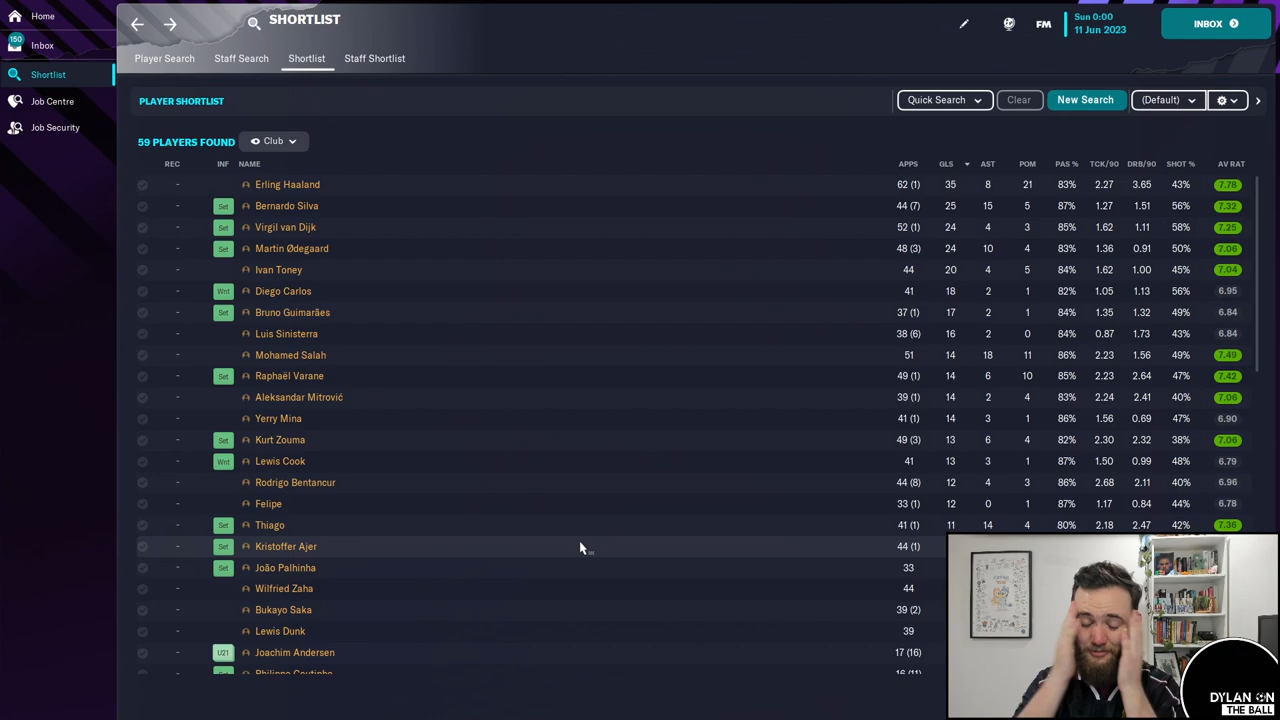 Home
SHORTLIST
FM
Sun 0:00
11 Jun 2023
INBOX
150
Inbox
Shortlist
Job Centre
Job Security
Player Search
Staff Search
Shortlist
Staff Shortlist
PLAYER SHORTLIST
Quick Search
Clear
New Search
(Default)
59 PLAYERS FOUND
Club
REC INF NAME APPS GLS AST POM PAS % TCK/90 DRB/90 SHOT % AV RAT
- Erling Haaland 62 (1) 35 8 21 83% 2.27 3.65 43% 7.78
- Set Bernardo Silva 44 (7) 25 15 5 87% 1.27 1.51 56% 7.32
- Set Virgil van Dijk 52 (1) 24 4 3 85% 1.62 1.11 58% 7.25
- Set Martin Ødegaard 48 (3) 24 10 4 83% 1.36 0.91 50% 7.06
- Ivan Toney 44 20 4 5 84% 1.62 1.00 45% 7.04
- Wnt Diego Carlos 41 18 2 1 82% 1.05 1.13 56% 6.95
- Set Bruno Guimarães 37 (1) 17 2 1 84% 1.35 1.32 49% 6.84
- Luis Sinisterra 38 (6) 16 2 0 84% 0.87 1.73 43% 6.84
- Mohamed Salah 51 14 18 11 86% 2.23 1.56 49% 7.49
- Set Raphaël Varane 49 (1) 14 6 10 85% 2.23 2.64 47% 7.42
- Aleksandar Mitrović 39 (1) 14 2 4 83% 2.24 2.41 40% 7.06
- Yerry Mina 41 (1) 14 3 1 86% 1.56 0.69 47% 6.90
- Set Kurt Zouma 49 (3) 13 6 4 82% 2.30 2.32 38% 7.06
- Wnt Lewis Cook 41 13 3 1 87% 1.50 0.99 48% 6.79
- Rodrigo Bentancur 44 (8) 12 4 3 86% 2.68 2.11 40% 6.96
- Felipe 33 (1) 12 0 1 87% 1.17 0.84 44% 6.78
- Set Thiago 41 (1) 11 14 4 80% 2.18 2.47 42% 7.36
- Set Kristoffer Ajer 44 (1)
- Set João Palhinha 33
- Wilfried Zaha 44
- Bukayo Saka 39 (2)
- Lewis Dunk 39
- U21 Joachim Andersen 17 (16)
Philippe Coutinho 16 (11)
DYLAN ON
THE BALL